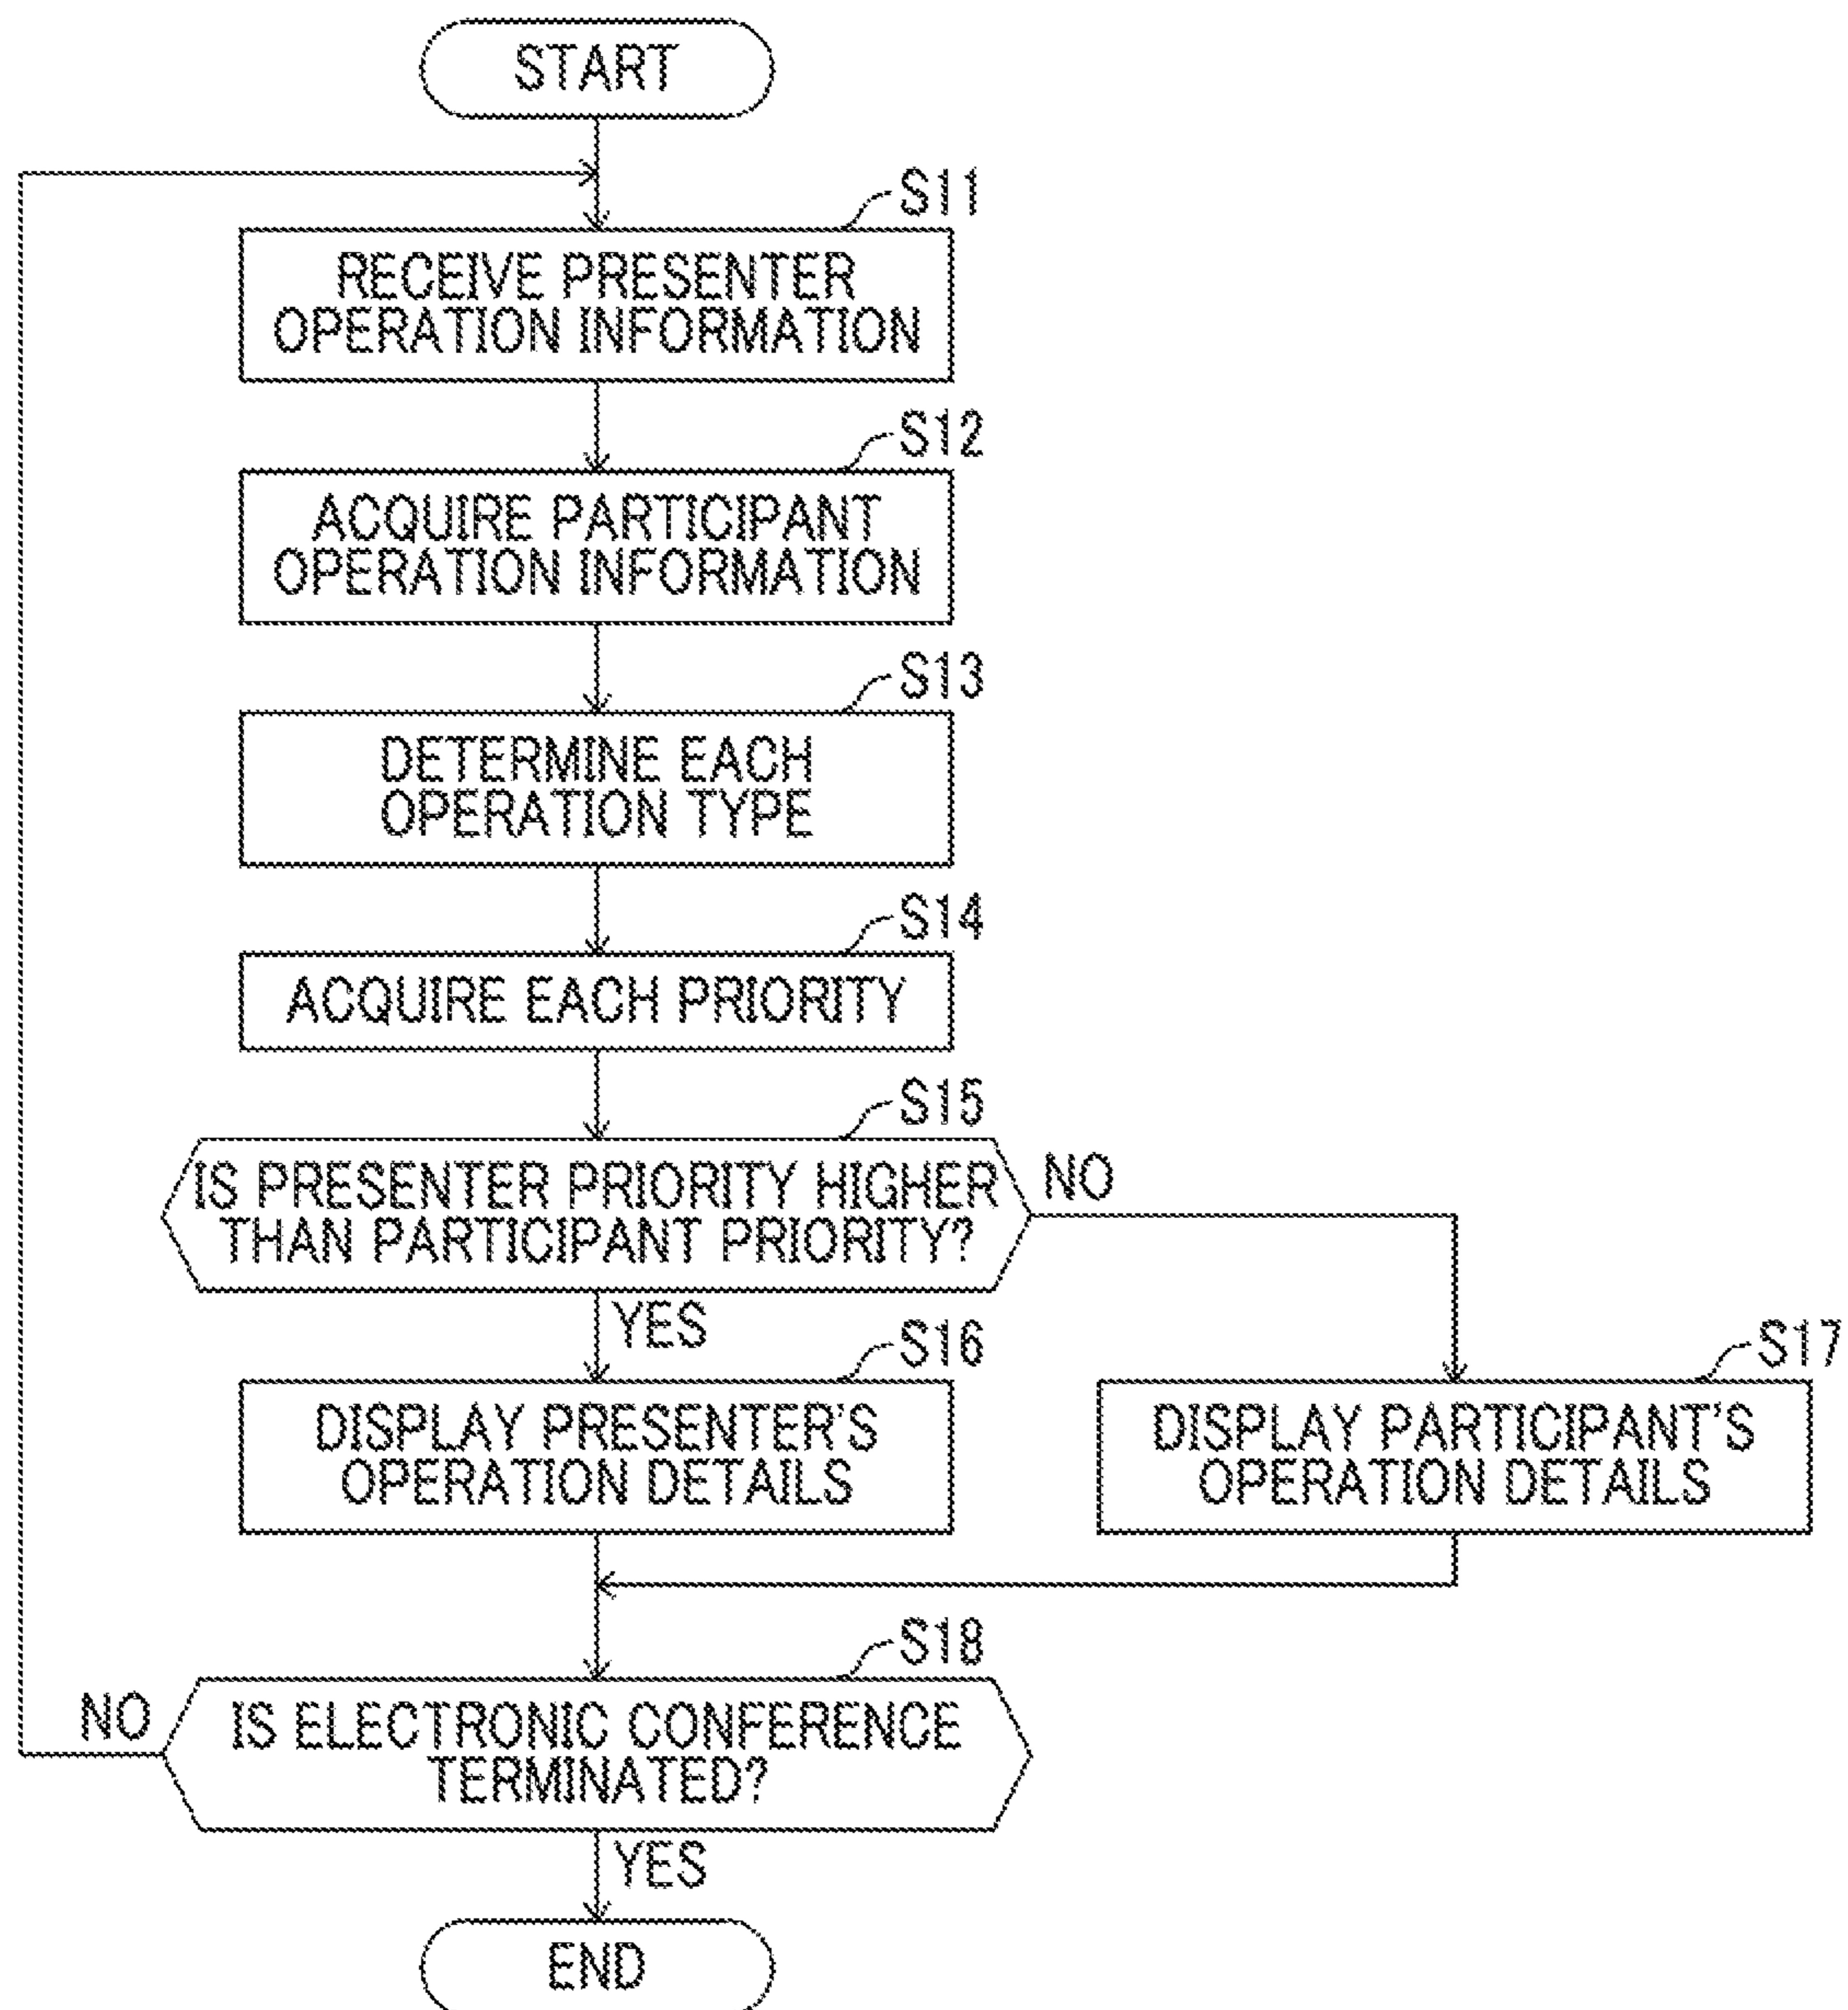 START
S11
RECEIVE PRESENTER
OPERATION INFORMATION
S12
ACQUIRE PARTICIPANT
OPERATION INFORMATION
S13
DETERMINE EACH
OPERATION TYPE
S14
ACQUIRE EACH PRIORITY
S15
IS PRESENTER PRIORITY HIGHER
THAN PARTICIPANT PRIORITY?
NO
YES
S16
DISPLAY PRESENTER'S
OPERATION DETAILS
S17
DISPLAY PARTICIPANT'S
OPERATION DETAILS
S18
IS ELECTRONIC CONFERENCE
TERMINATED?
NO
YES
END